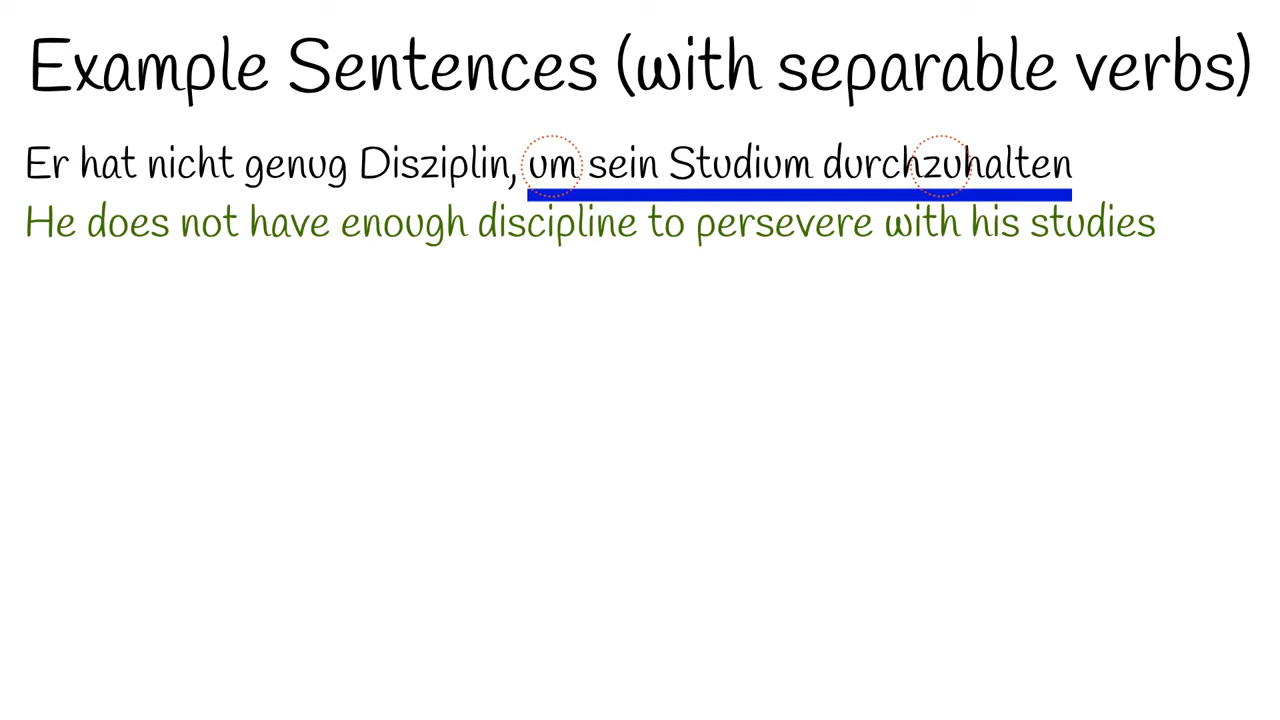 Example Sentences (with separable verbs)
Er hat nicht genug Disziplin, um sein Studium durchzuhalten
He does not have enough discipline to persevere with his studies